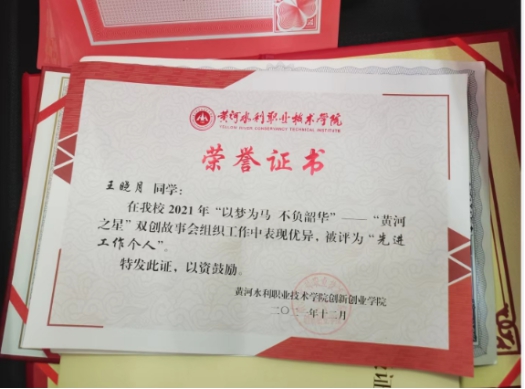 黄河水利职业技术学院
YELLOW RIVER CONSERVANCY TECHNICAL INSTITUTE
荣誉证书
王晓月 同学:
在我校 2021 年“以梦为马 不负韶华”——“黄河
之星”双创故事会组织工作中表现优异，被评为“先进
工作个人”。
特发此证，以资鼓励。
黄河水利职业技术学院创新创业学院
二〇二一年十二月